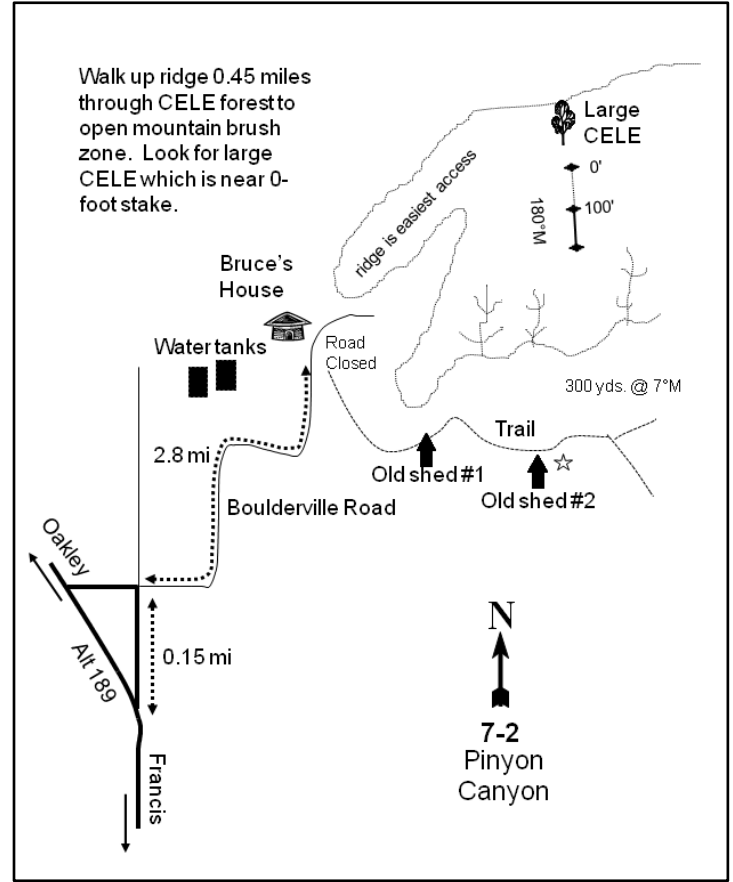 Walk up ridge 0.45 miles
through CELE forest to
open mountain brush
zone. Look for large
CELE which is near 0-
foot stake.
Large
CELE
0'
100'
180°M
ridge is easiest access
Bruce's
House
Water tanks
Road
Closed
300 yds. @ 7°M
Trail
2.8 mi
Old shed #1
Old shed #2
Boulderville Road
Oakley
Alt 189
0.15 mi
Francis
N
7-2
Pinyon
Canyon